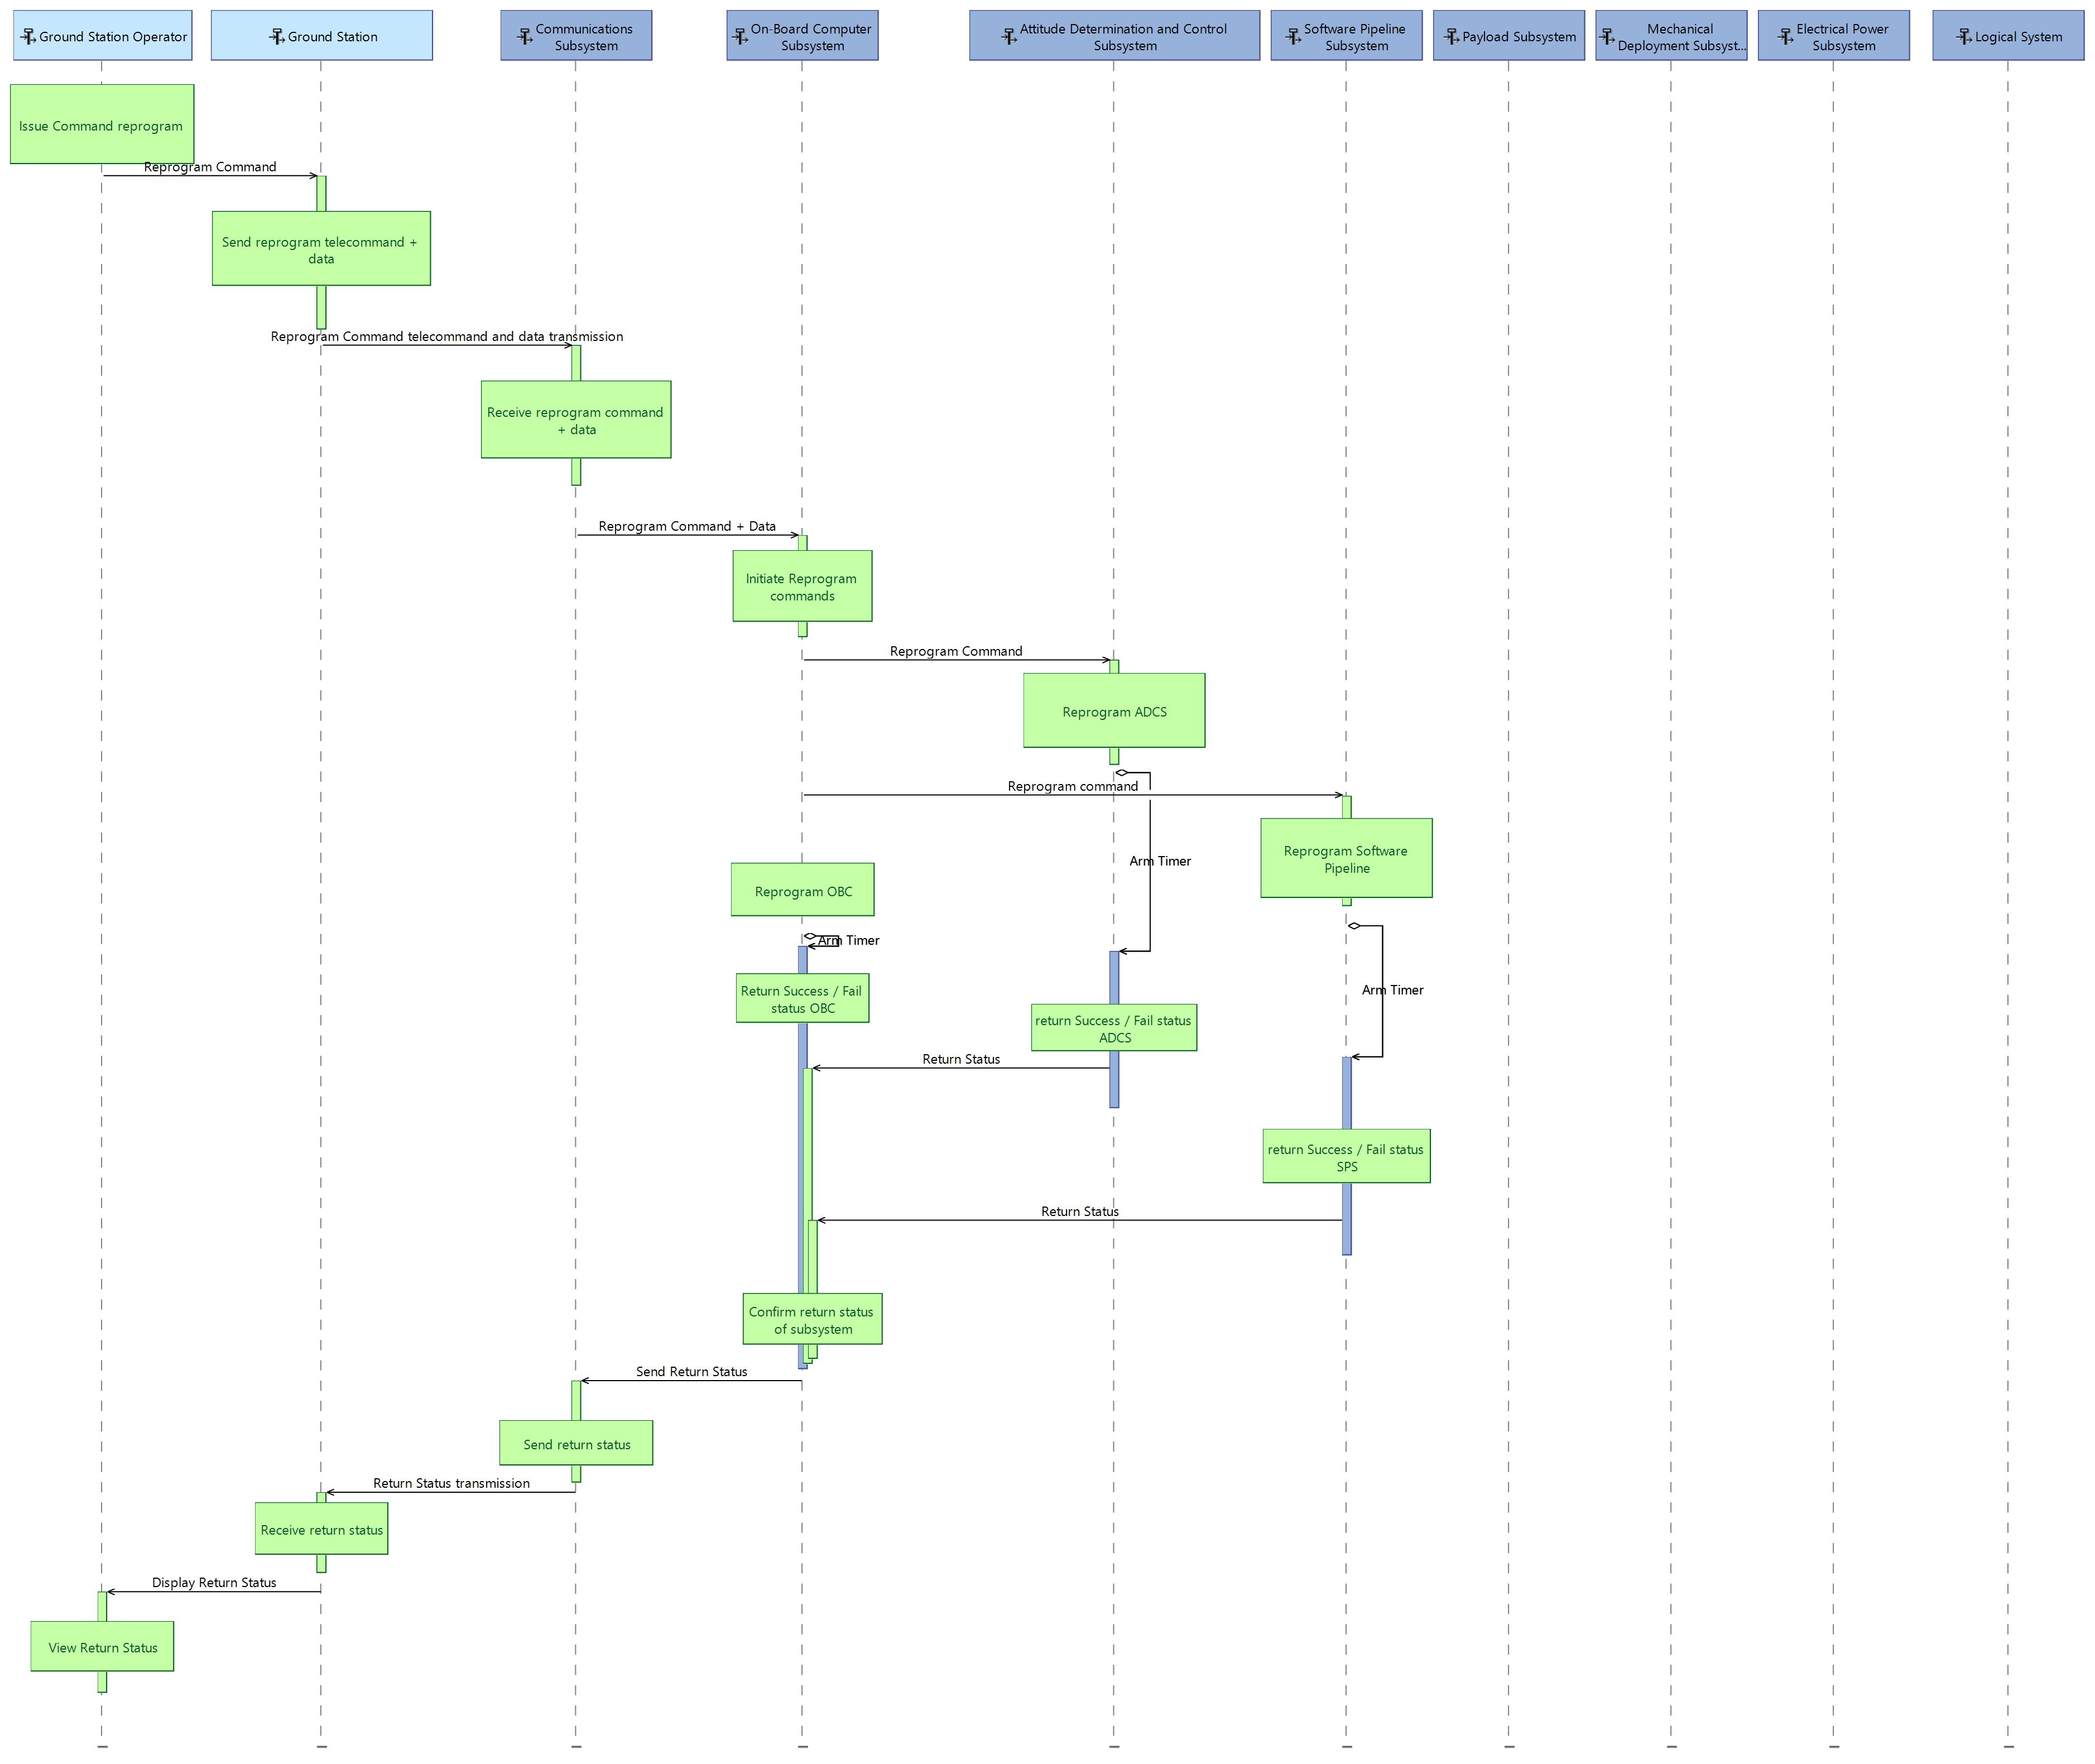 Ground Station Operator
Ground Station
Communications
Subsystem
On-Board Computer
Subsystem
Attitude Determination and Control
Subsystem
Software Pipeline
Subsystem
Payload Subsystem
Mechanical
Deployment Subsyst...
Electrical Power
Subsystem
Logical System
Issue Command reprogram
Reprogram Command
Send reprogram telecommand +
data
Reprogram Command telecommand and data transmission
Receive reprogram command
+ data
Reprogram Command + Data
Initiate Reprogram
commands
Reprogram Command
Reprogram ADCS
Reprogram command
Arm Timer
Reprogram Software
Pipeline
Reprogram OBC
Arm Timer
Return Success / Fail
status OBC
Arm Timer
return Success / Fail status
ADCS
Return Status
return Success / Fail status
SPS
Return Status
Confirm return status
of subsystem
Send Return Status
Send return status
Return Status transmission
Receive return status
Display Return Status
View Return Status